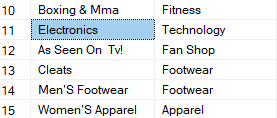 10 Boxing & Mma Fitness
11 Electronics Technology
12 As Seen On  Tv! Fan Shop
13 Cleats Footwear
14 Men'S Footwear Footwear
15 Women'S Apparel Apparel